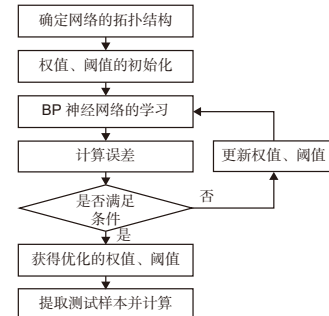 确定网络的拓扑结构
权值、阈值的初始化
BP 神经网络的学习
计算误差
更新权值、阈值
是否满足
条件
否
是
获得优化的权值、阈值
提取测试样本并计算